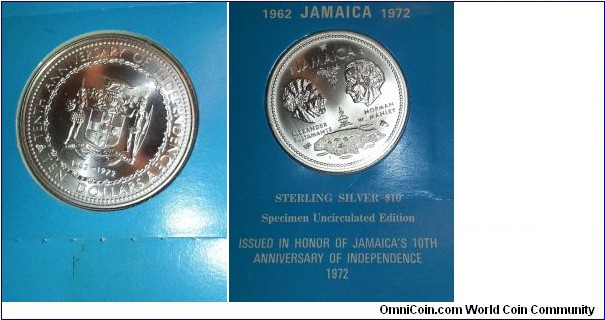 TENTH ANNIVERSARY OF INDEPENDENCE
1962-1972
TEN DOLLARS
1962 JAMAICA 1972
JAMAICA
ALEXANDER
BUSTAMANTE
NORMAN
W. MANLEY
STERLING SILVER $10
Specimen Uncirculated Edition
ISSUED IN HONOR OF JAMAICA'S 10TH
ANNIVERSARY OF INDEPENDENCE
1972
OmniCoin.com World Coin Community